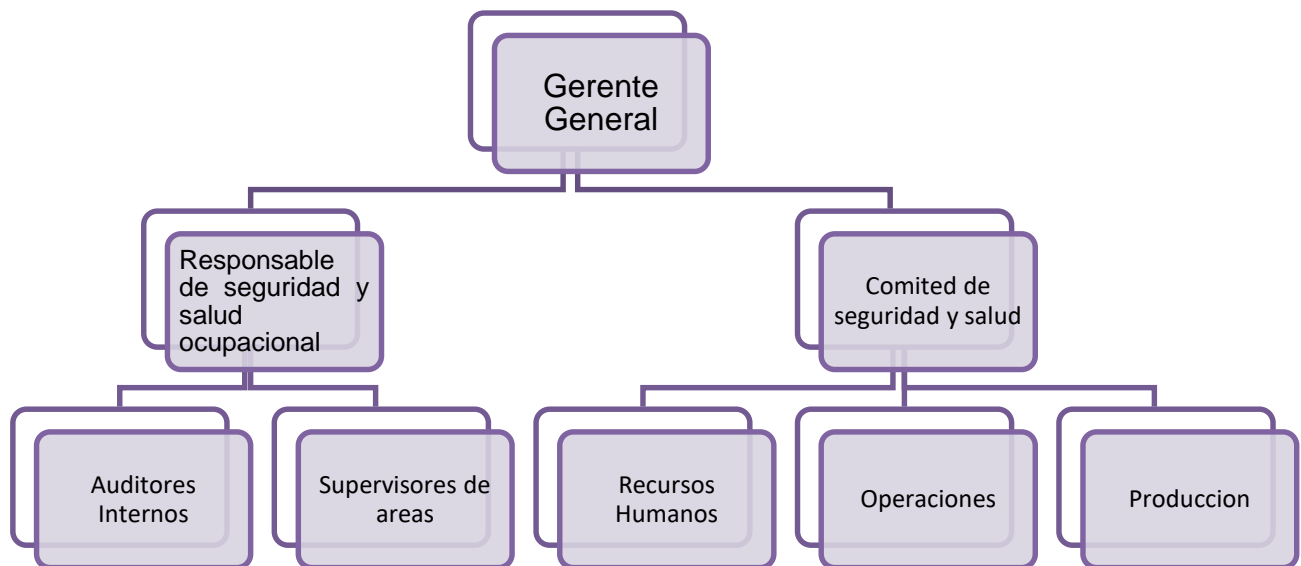 Gerente
General
Responsable
de seguridad y
salud
ocupacional
Comited de
seguridad y salud
Auditores
Internos
Supervisores de
areas
Recursos
Humanos
Operaciones
Produccion